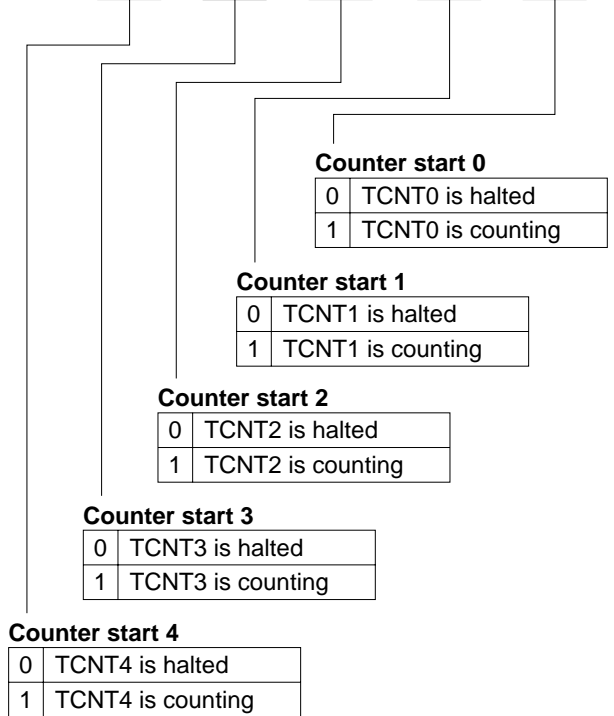 Counter start 0
0 TCNT0 is halted
1 TCNT0 is counting
Counter start 1
0 TCNT1 is halted
1 TCNT1 is counting
Counter start 2
0 TCNT2 is halted
1 TCNT2 is counting
Counter start 3
0 TCNT3 is halted
1 TCNT3 is counting
Counter start 4
0 TCNT4 is halted
1 TCNT4 is counting